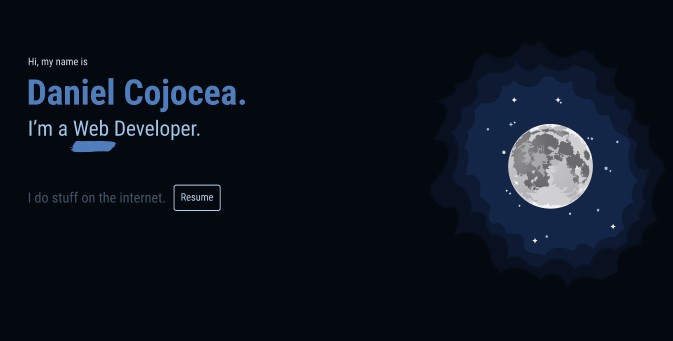 Hi, my name is
Daniel Cojocea.
I'm a Web Developer.
I do stuff on the internet. Resume